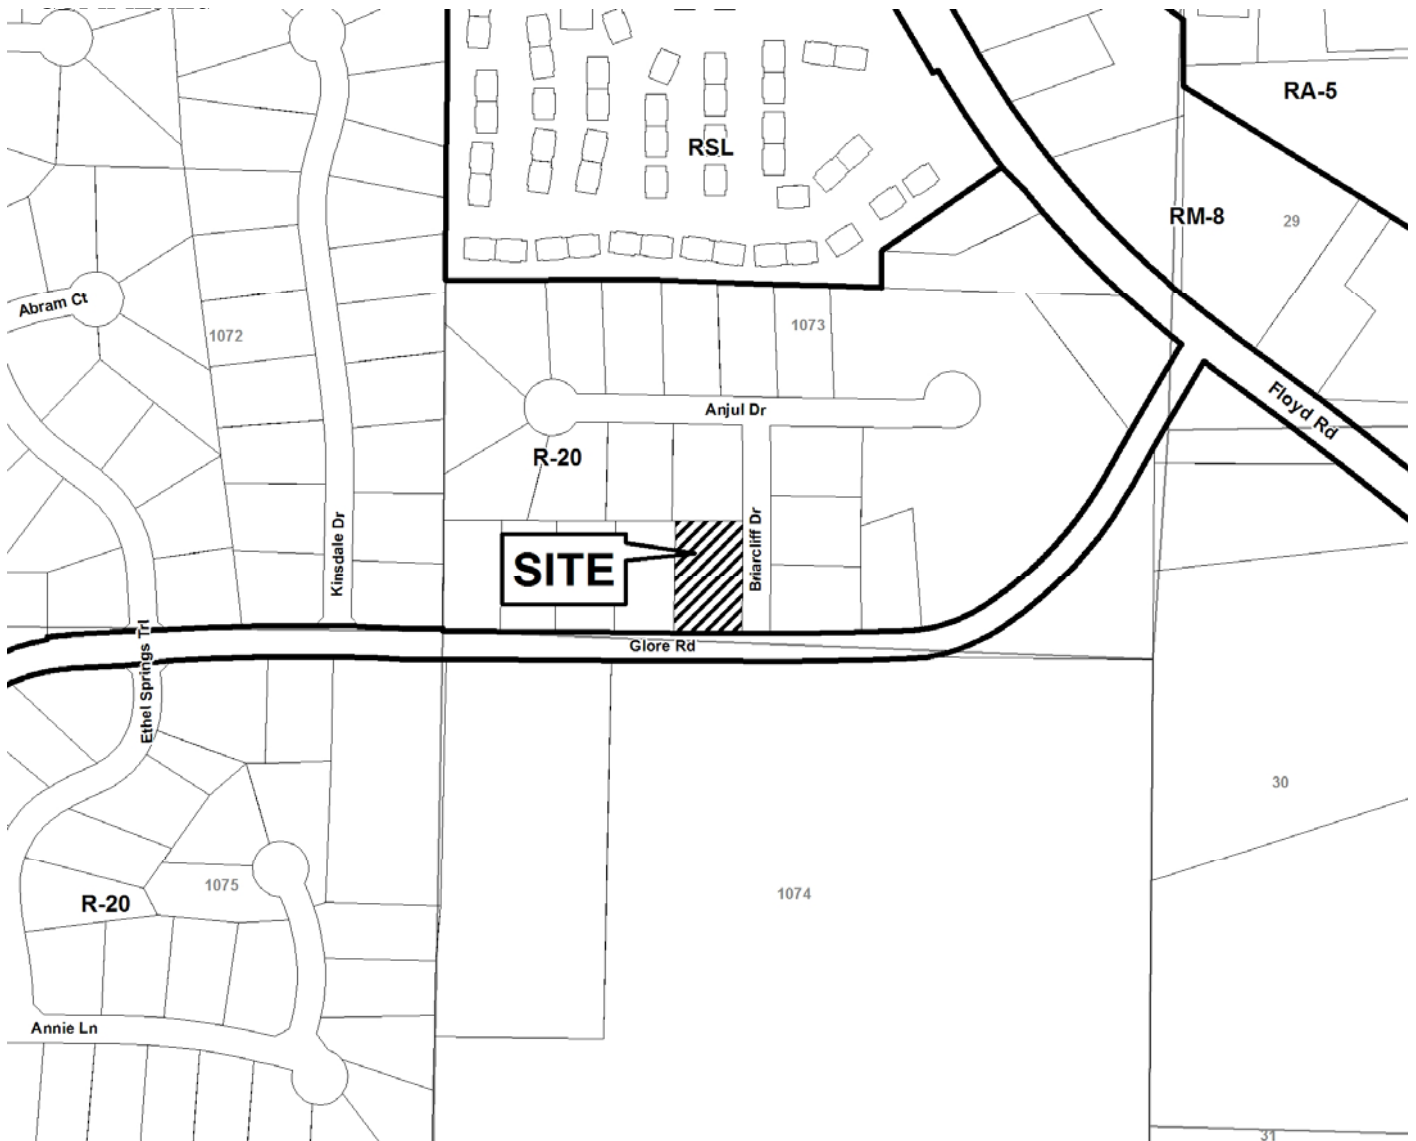 RA-5
RSL
RM-8
29
Abram Ct
1072
1073
Anjul Dr
Floyd Rd
R-20
Kinsdale Dr
Briarcliff Dr
SITE
Glore Rd
Ethel Springs Trl
30
1075
1074
R-20
Annie Ln
31